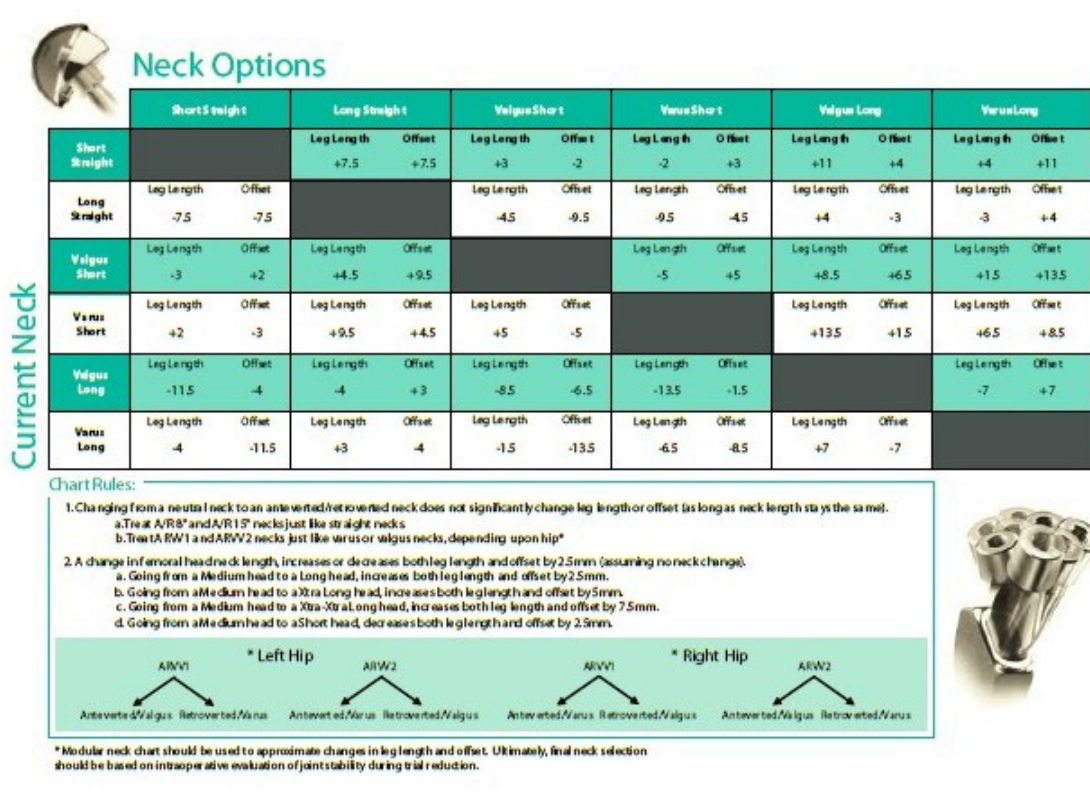 Neck Options
Short Straight Long Straight Valgus Short Varus Short Valgus Long Varus Long
Short Straight
Leg Length Offset Leg Length Offset Leg Length Offset Leg Length Offset Leg Length Offset
+7.5 +7.5 +3 -2 -2 +3 +11 +4 +4 +11
Long Straight
Leg Length Offset Leg Length Offset Leg Length Offset Leg Length Offset Leg Length Offset
-7.5 -7.5 -4.5 -9.5 -9.5 -4.5 +4 -3 -3 +4
Valgus Short
Leg Length Offset Leg Length Offset Leg Length Offset Leg Length Offset Leg Length Offset
-3 +2 +4.5 +9.5 -5 +5 +8.5 +6.5 +1.5 +13.5
Varus Short
Leg Length Offset Leg Length Offset Leg Length Offset Leg Length Offset Leg Length Offset
+2 -3 +9.5 +4.5 +5 -5 +13.5 +1.5 +6.5 +8.5
Valgus Long
Leg Length Offset Leg Length Offset Leg Length Offset Leg Length Offset Leg Length Offset
-11.5 -4 -4 +3 -8.5 -6.5 -13.5 -1.5 -7 +7
Varus Long
Leg Length Offset Leg Length Offset Leg Length Offset Leg Length Offset Leg Length Offset
-4 -11.5 +3 -4 -1.5 -13.5 -6.5 -8.5 +7 -7
Current Neck
Chart Rules:
1. Changing from a neutral neck to an anteverted/retroverted neck does not significantly change leg length or offset (as long as neck length stays the same).
a. Treat A/R8° and A/R15° necks just like straight necks
b. Treat ARVV1 and ARVV2 necks just like varus or valgus necks, depending upon hip*
2. A change in femoral head neck length, increases or decreases both leg length and offset by 2.5mm (assuming no neck change).
a. Going from a Medium head to a Long head, increases both leg length and offset by 2.5mm.
b. Going from a Medium head to a Xtra Long head, increases both leg length and offset by 5mm.
c. Going from a Medium head to a Xtra-Xtra Long head, increases both leg length and offset by 7.5mm.
d. Going from a Medium head to a Short head, decreases both leg length and offset by 2.5mm.
* Left Hip * Right Hip
ARVV1 ARVV2 ARVV1 ARVV2
Anteverted/Valgus Retroverted/Varus Anteverted/Varus Retroverted/Valgus Anteverted/Varus Retroverted/Valgus Anteverted/Valgus Retroverted/Varus
*Modular neck chart should be used to approximate changes in leg length and offset. Ultimately, final neck selection
should be based on intraoperative evaluation of joint stability during trial reduction.